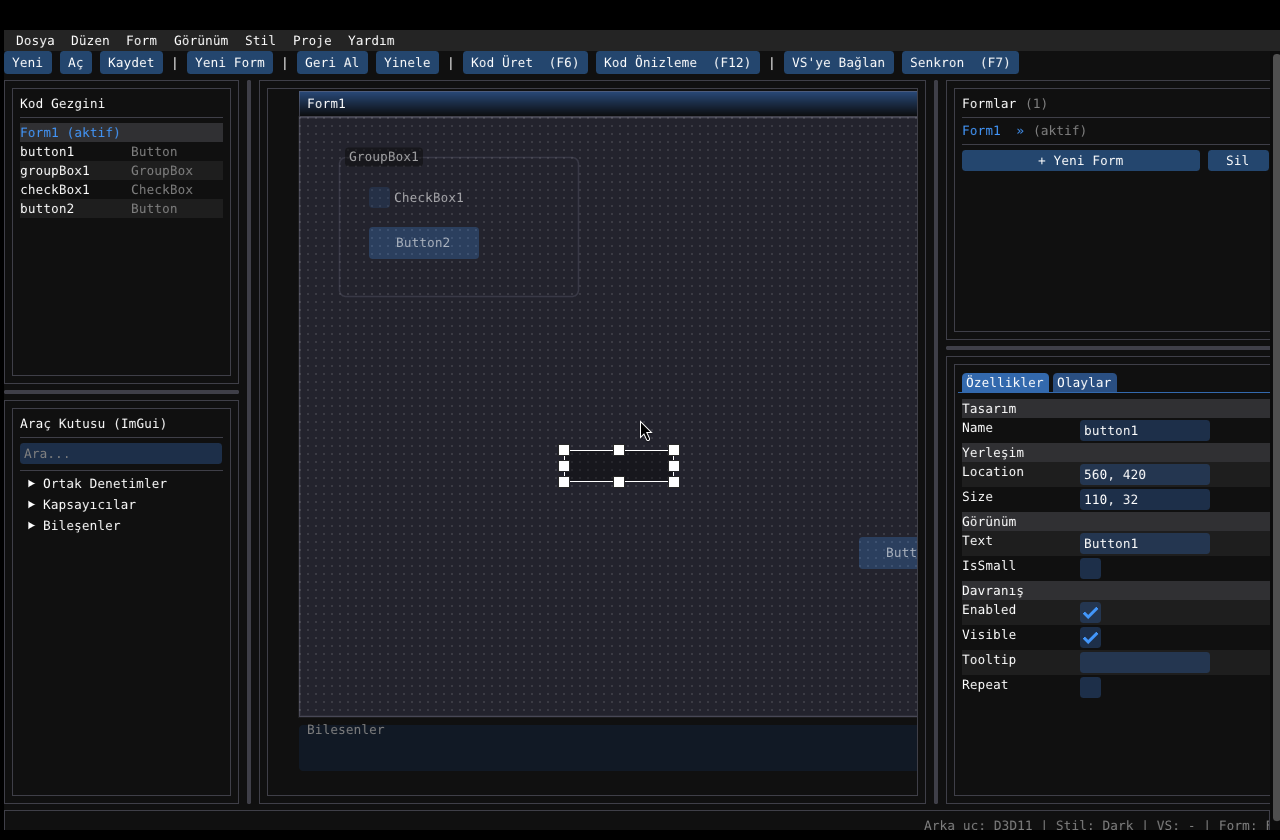 Dosya Düzen Form Görünüm Stil Proje Yardım
Yeni Aç Kaydet | Yeni Form | Geri Al Yinele | Kod Üret (F6) Kod Önizleme (F12) | VS'ye Bağlan Senkron (F7)
Kod Gezgini
Form1 (aktif)
button1 Button
groupBox1 GroupBox
checkBox1 CheckBox
button2 Button
Araç Kutusu (ImGui)
Ara...
Ortak Denetimler
Kapsayıcılar
Bileşenler
Form1
GroupBox1
CheckBox1
Button2
Butt
Bilesenler
Formlar (1)
Form1 » (aktif)
+ Yeni Form Sil
Özellikler Olaylar
Tasarım
Name button1
Yerleşim
Location 560, 420
Size 110, 32
Görünüm
Text Button1
IsSmall
Davranış
Enabled
Visible
Tooltip
Repeat
Arka uc: D3D11 | Stil: Dark | VS: - | Form: